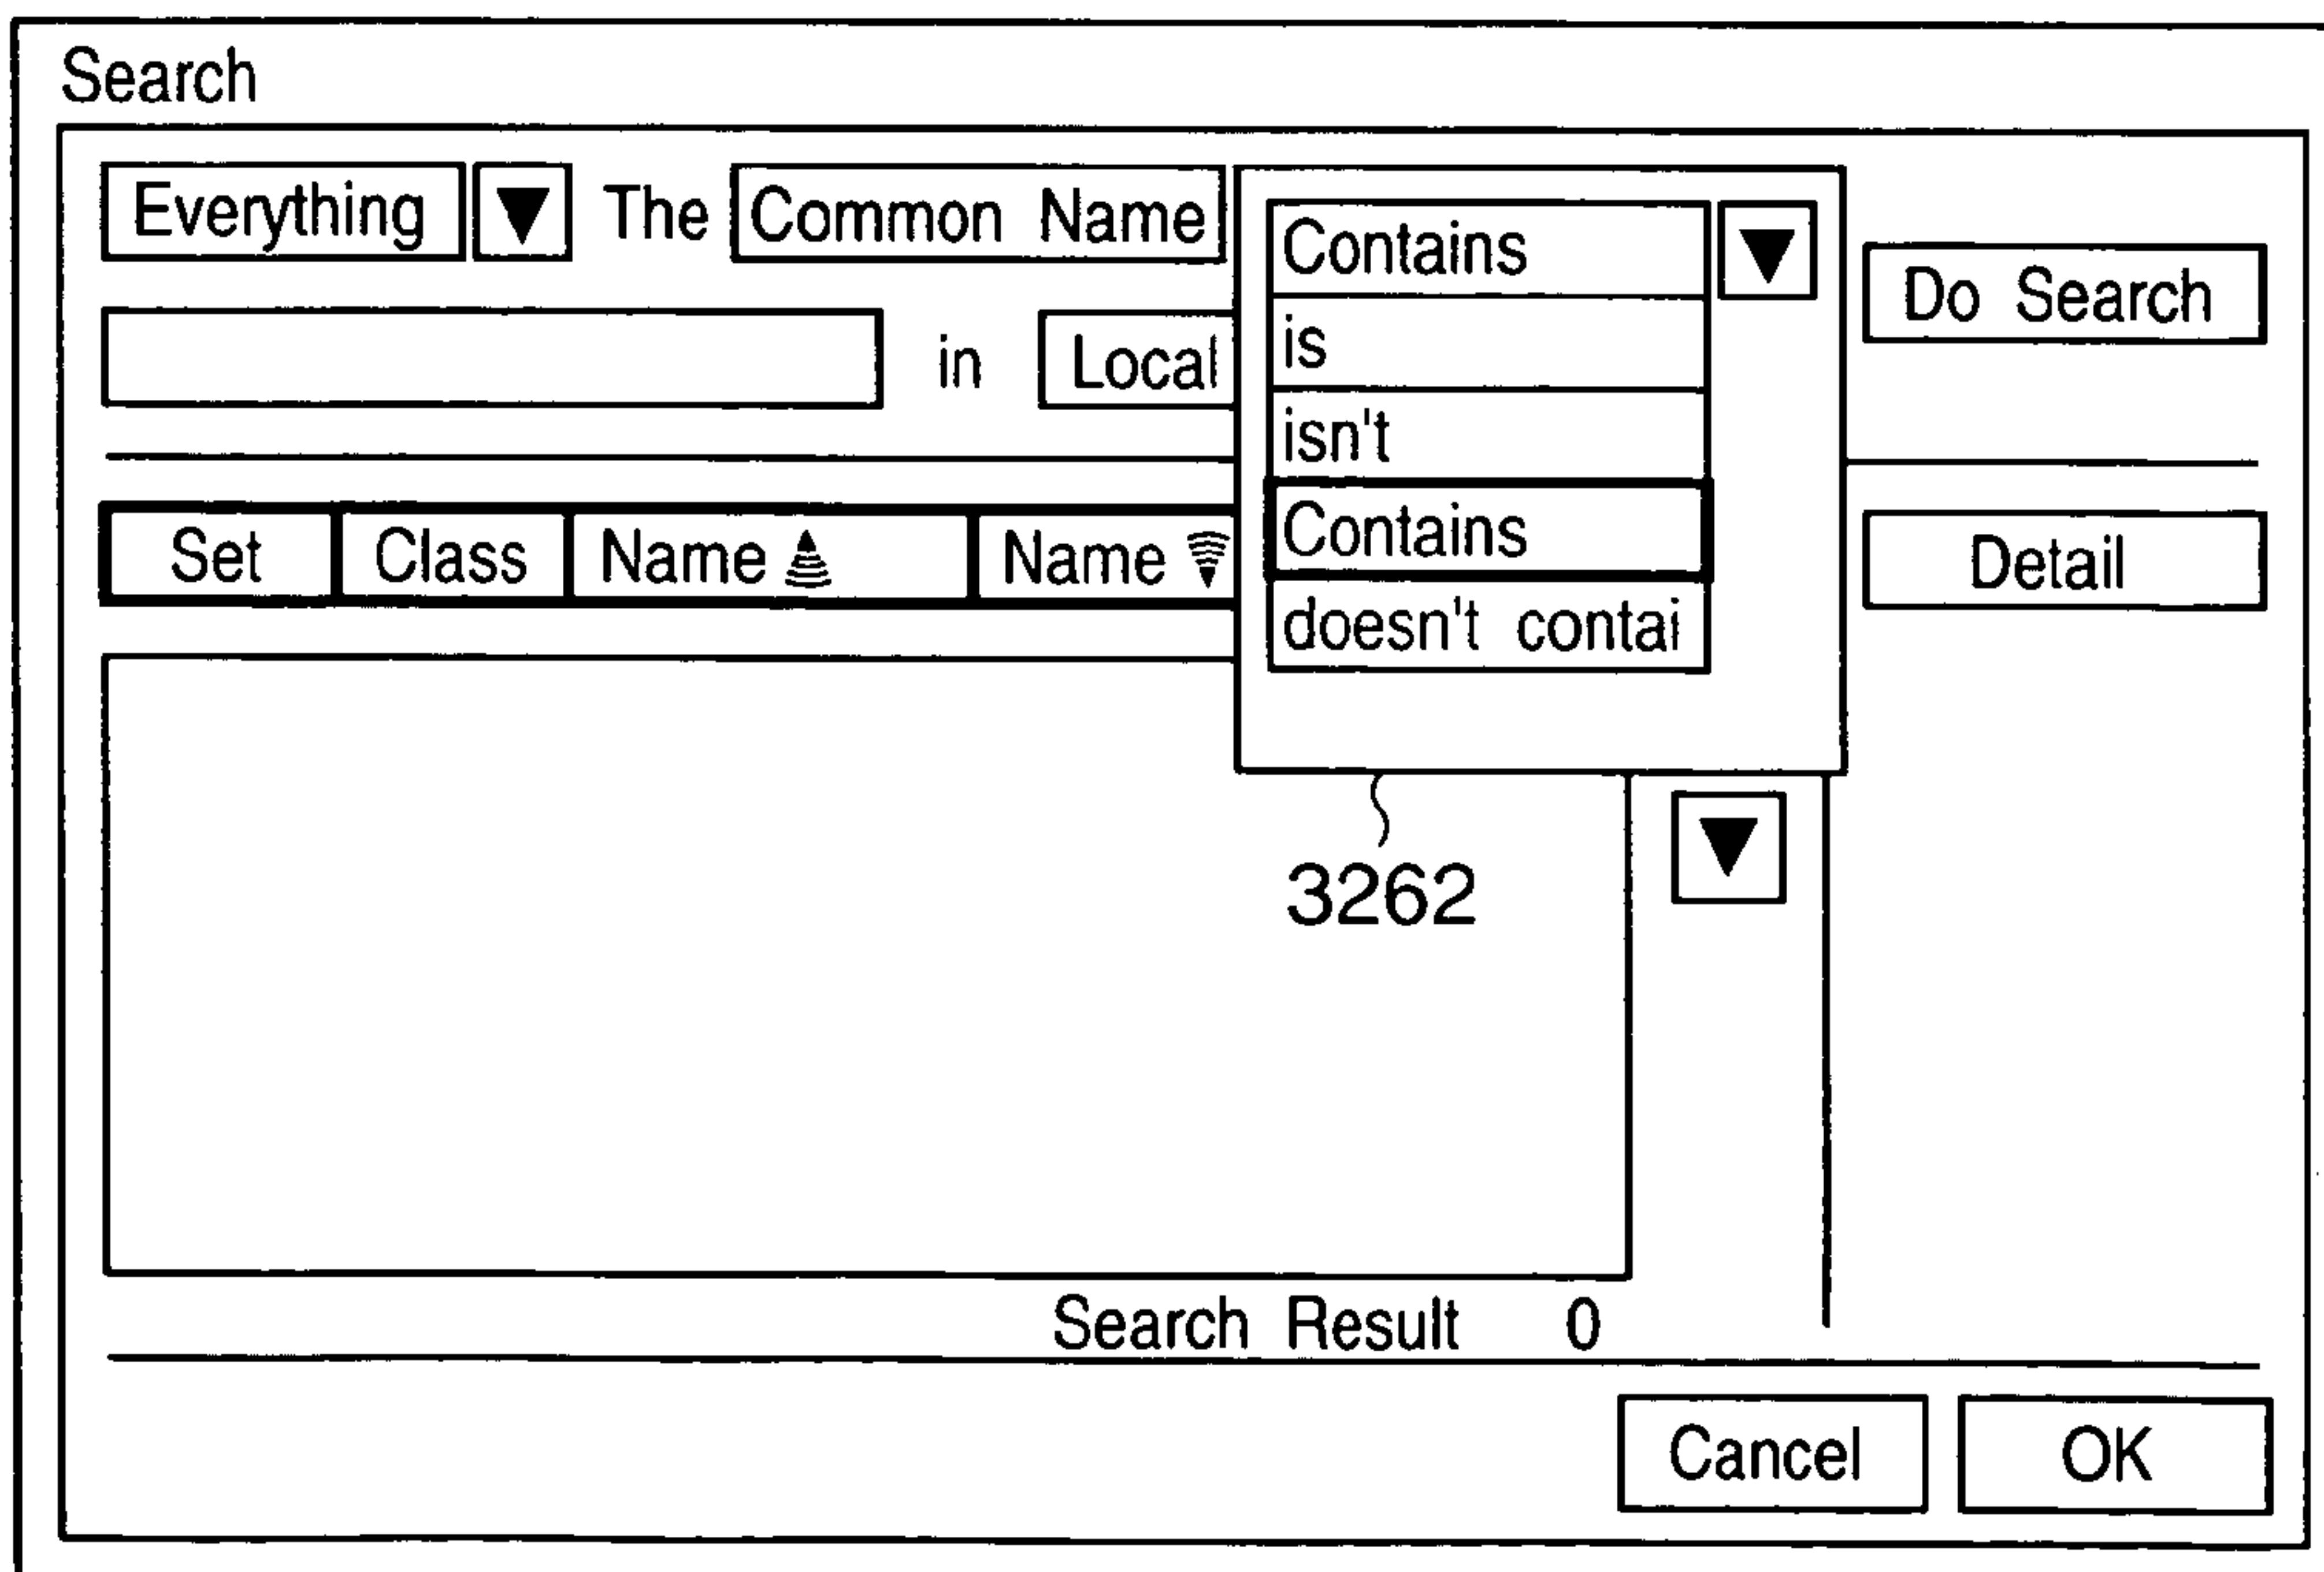 Search
Everything The Common Name Contains
Do Search
in Local
is
isn't
Contains
doesn't contai
Set Class Name Name
Detail
3262
Search Result 0
Cancel OK